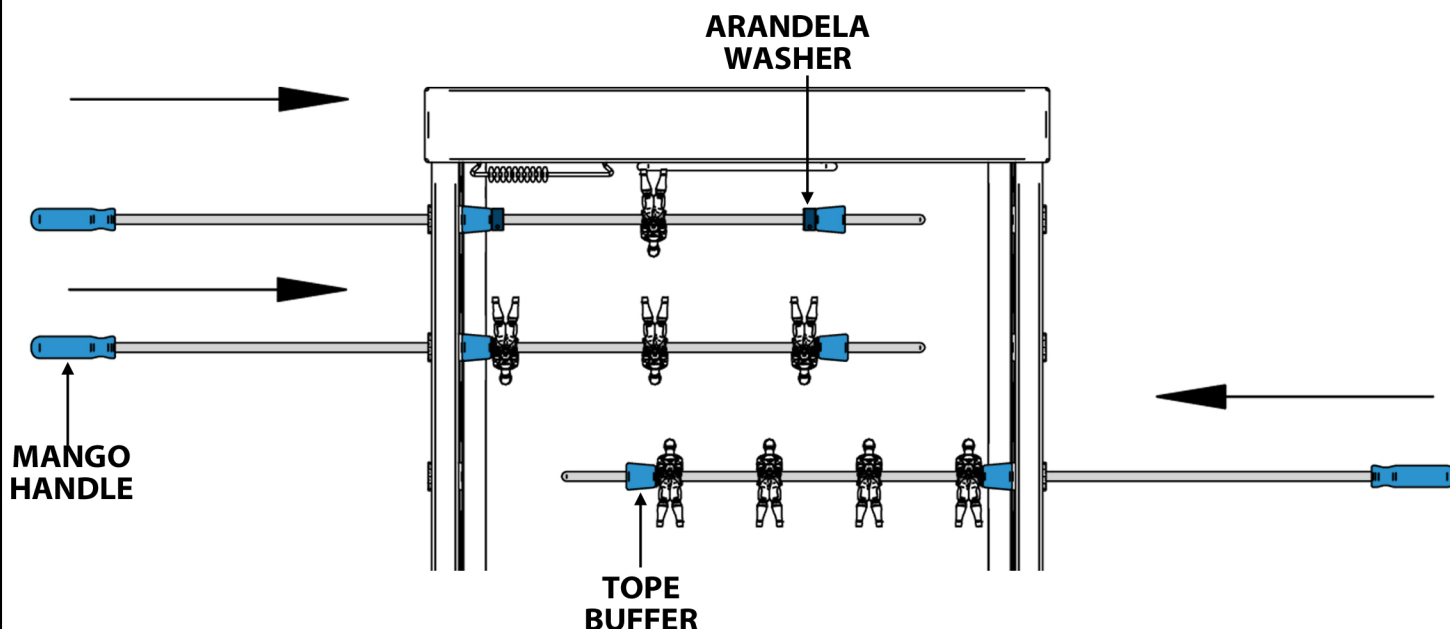 ARANDELA
WASHER
MANGO
HANDLE
TOPE
BUFFER